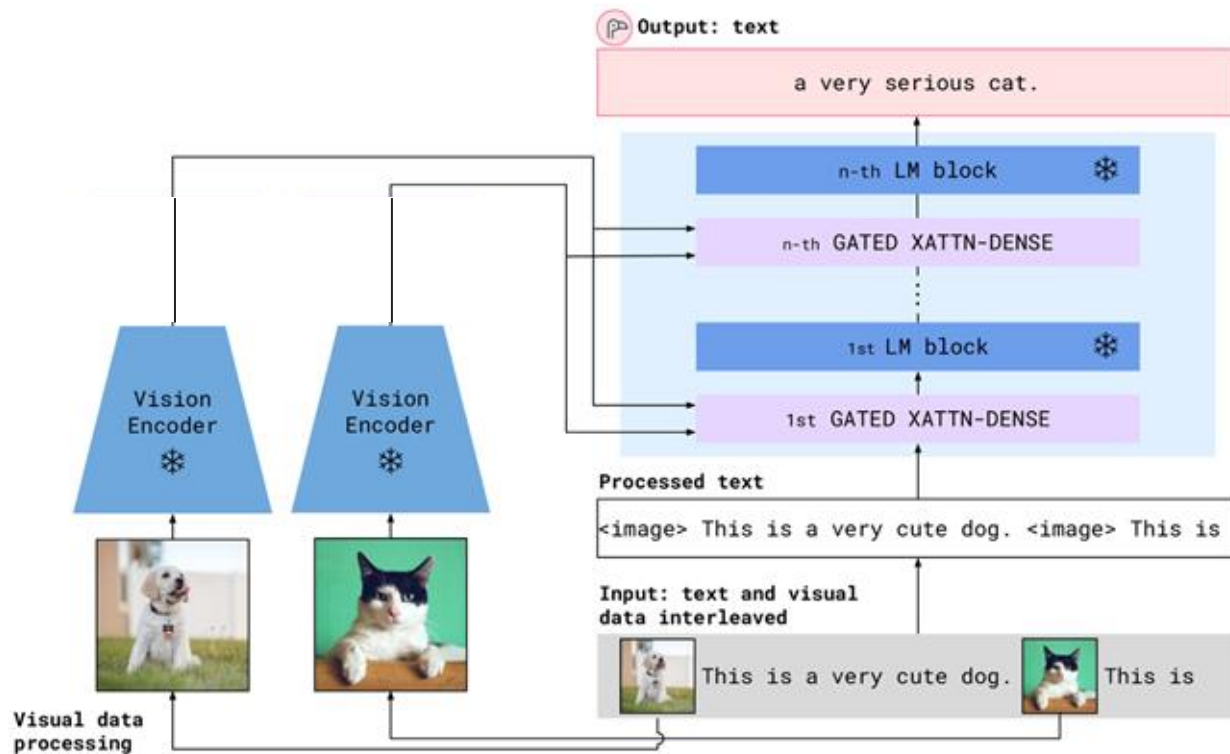 Output: text
a very serious cat.
n-th LM block
n-th GATED XATTN-DENSE
1st LM block
1st GATED XATTN-DENSE
Vision
Encoder
Vision
Encoder
Processed text
<image> This is a very cute dog. <image> This is
Input: text and visual
data interleaved
This is a very cute dog. This is
Visual data
processing